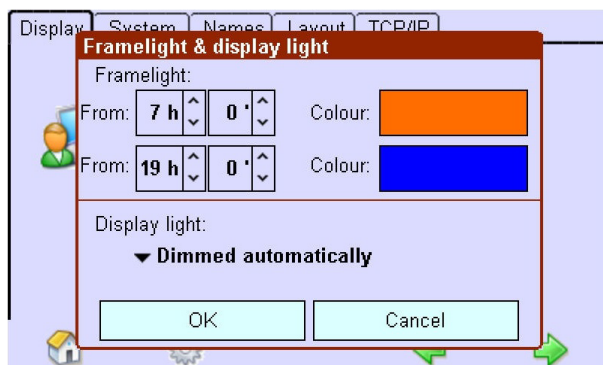 Display System Names Layout TCP/IP
Framelight & display light
Framelight:
From: 7 h 0 ' Colour:
From: 19 h 0 ' Colour:
Display light:
Dimmed automatically
OK Cancel